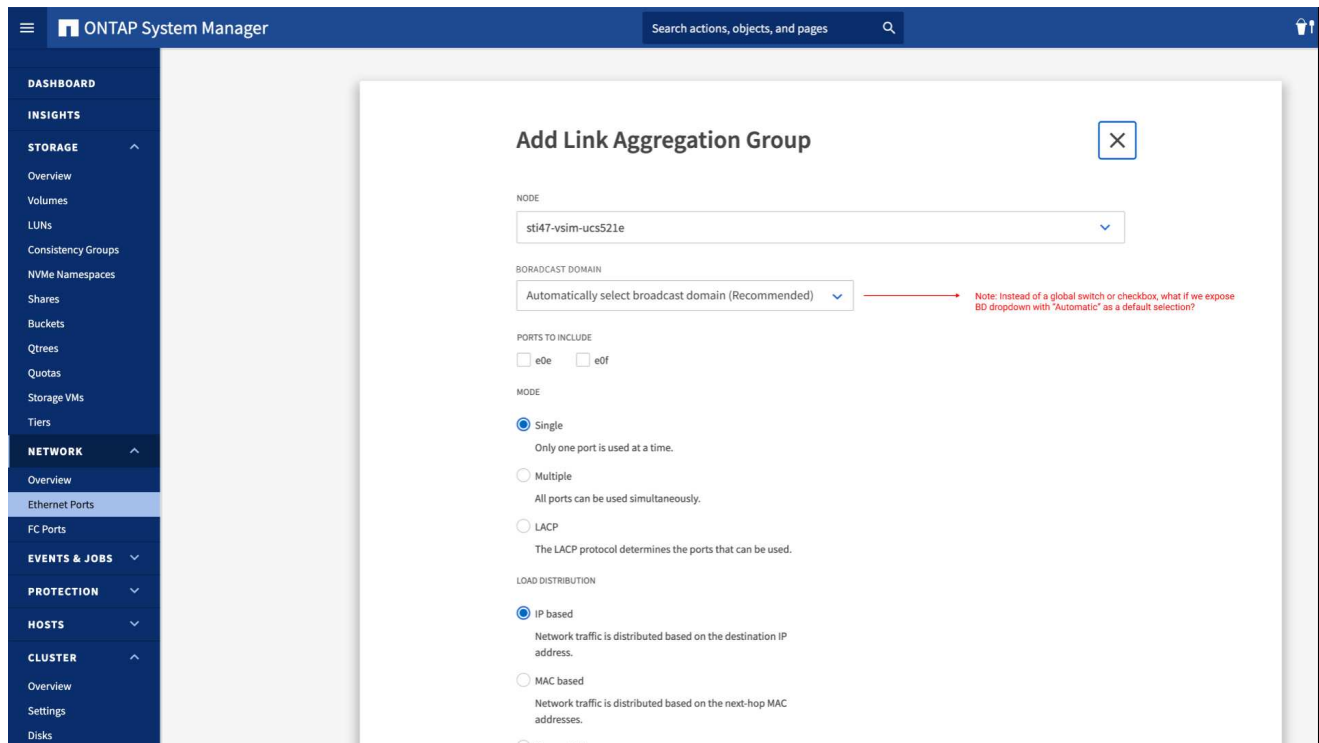 ONTAP System Manager
Search actions, objects, and pages
DASHBOARD
INSIGHTS
STORAGE
Overview
Volumes
LUNs
Consistency Groups
NVMe Namespaces
Shares
Buckets
Qtrees
Quotas
Storage VMs
Tiers
NETWORK
Overview
Ethernet Ports
FC Ports
EVENTS & JOBS
PROTECTION
HOSTS
CLUSTER
Overview
Settings
Disks
Add Link Aggregation Group
NODE
sti47-vsim-ucs521e
BORADCAST DOMAIN
Automatically select broadcast domain (Recommended)
Note: Instead of a global switch or checkbox, what if we expose
BD dropdown with "Automatic" as a default selection?
PORTS TO INCLUDE
e0e
e0f
MODE
Single
Only one port is used at a time.
Multiple
All ports can be used simultaneously.
LACP
The LACP protocol determines the ports that can be used.
LOAD DISTRIBUTION
IP based
Network traffic is distributed based on the destination IP
address.
MAC based
Network traffic is distributed based on the next-hop MAC
addresses.